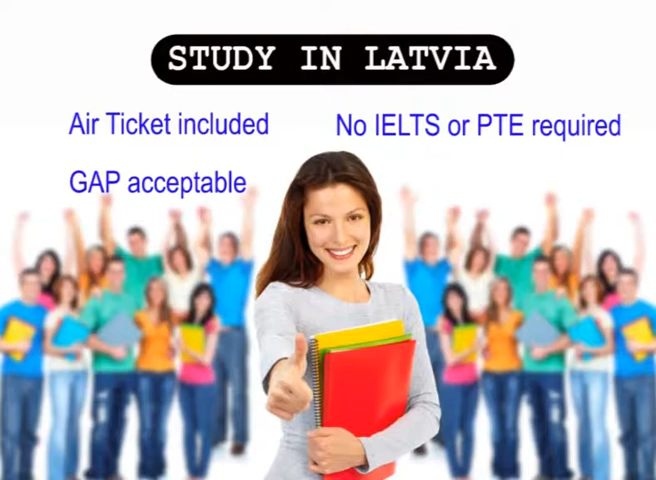 STUDY IN LATVIA
Air Ticket included
No IELTS or PTE required
GAP acceptable